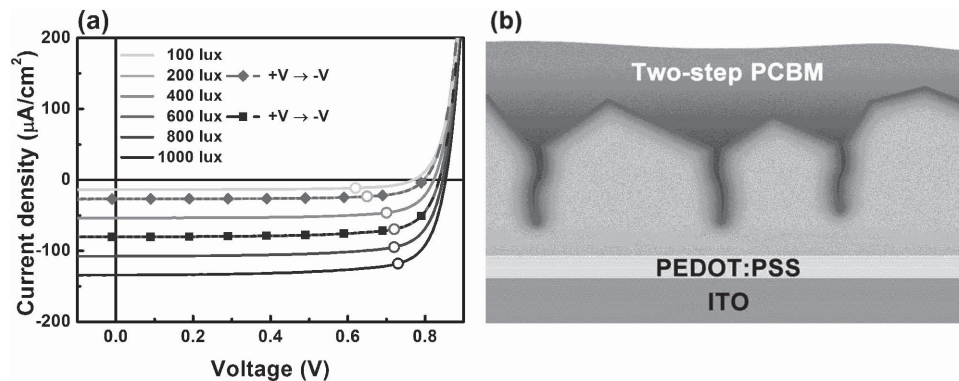 (a)
Current density (μA/cm²)
200
100
0
-100
-200
100 lux
200 lux +V → -V
400 lux
600 lux +V → -V
800 lux
1000 lux
0.0 0.2 0.4 0.6 0.8
Voltage (V)
(b)
Two-step PCBM
PEDOT:PSS
ITO